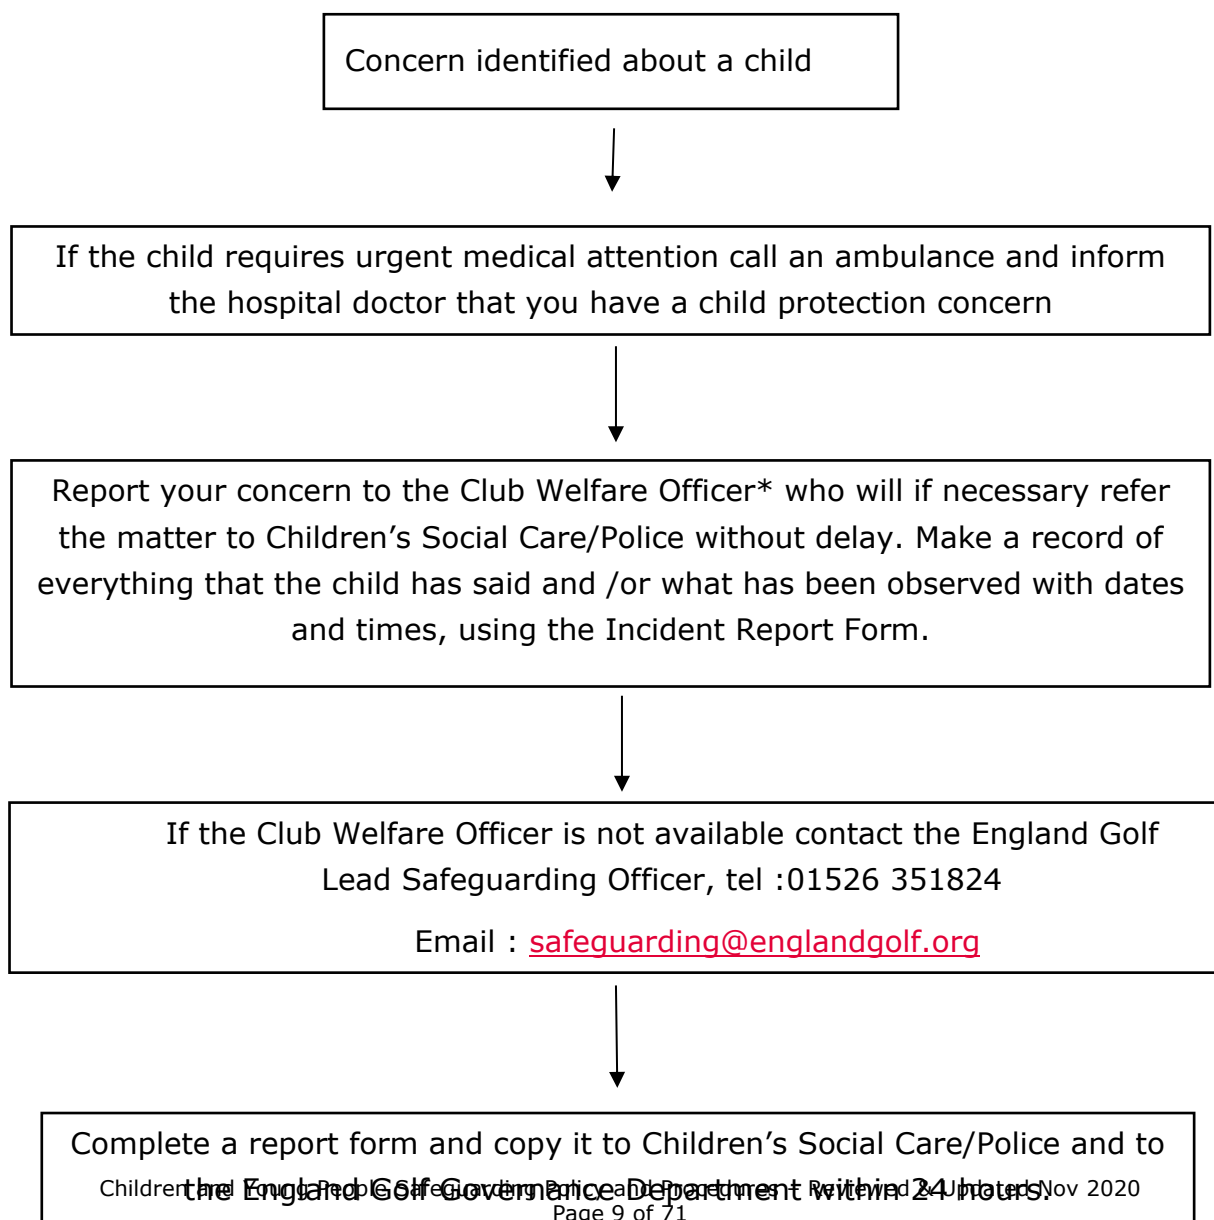 Concern identified about a child
If the child requires urgent medical attention call an ambulance and inform
the hospital doctor that you have a child protection concern
Report your concern to the Club Welfare Officer* who will if necessary refer
the matter to Children’s Social Care/Police without delay. Make a record of
everything that the child has said and /or what has been observed with dates
and times, using the Incident Report Form.
If the Club Welfare Officer is not available contact the England Golf
Lead Safeguarding Officer, tel :01526 351824
Email : safeguarding@englandgolf.org
Complete a report form and copy it to Children’s Social Care/Police and to
the England Golf Governance Department within 24 hours.
Children and Young People Safeguarding Policy and Procedures – Reviewed & Updated Nov 2020
Page 9 of 71